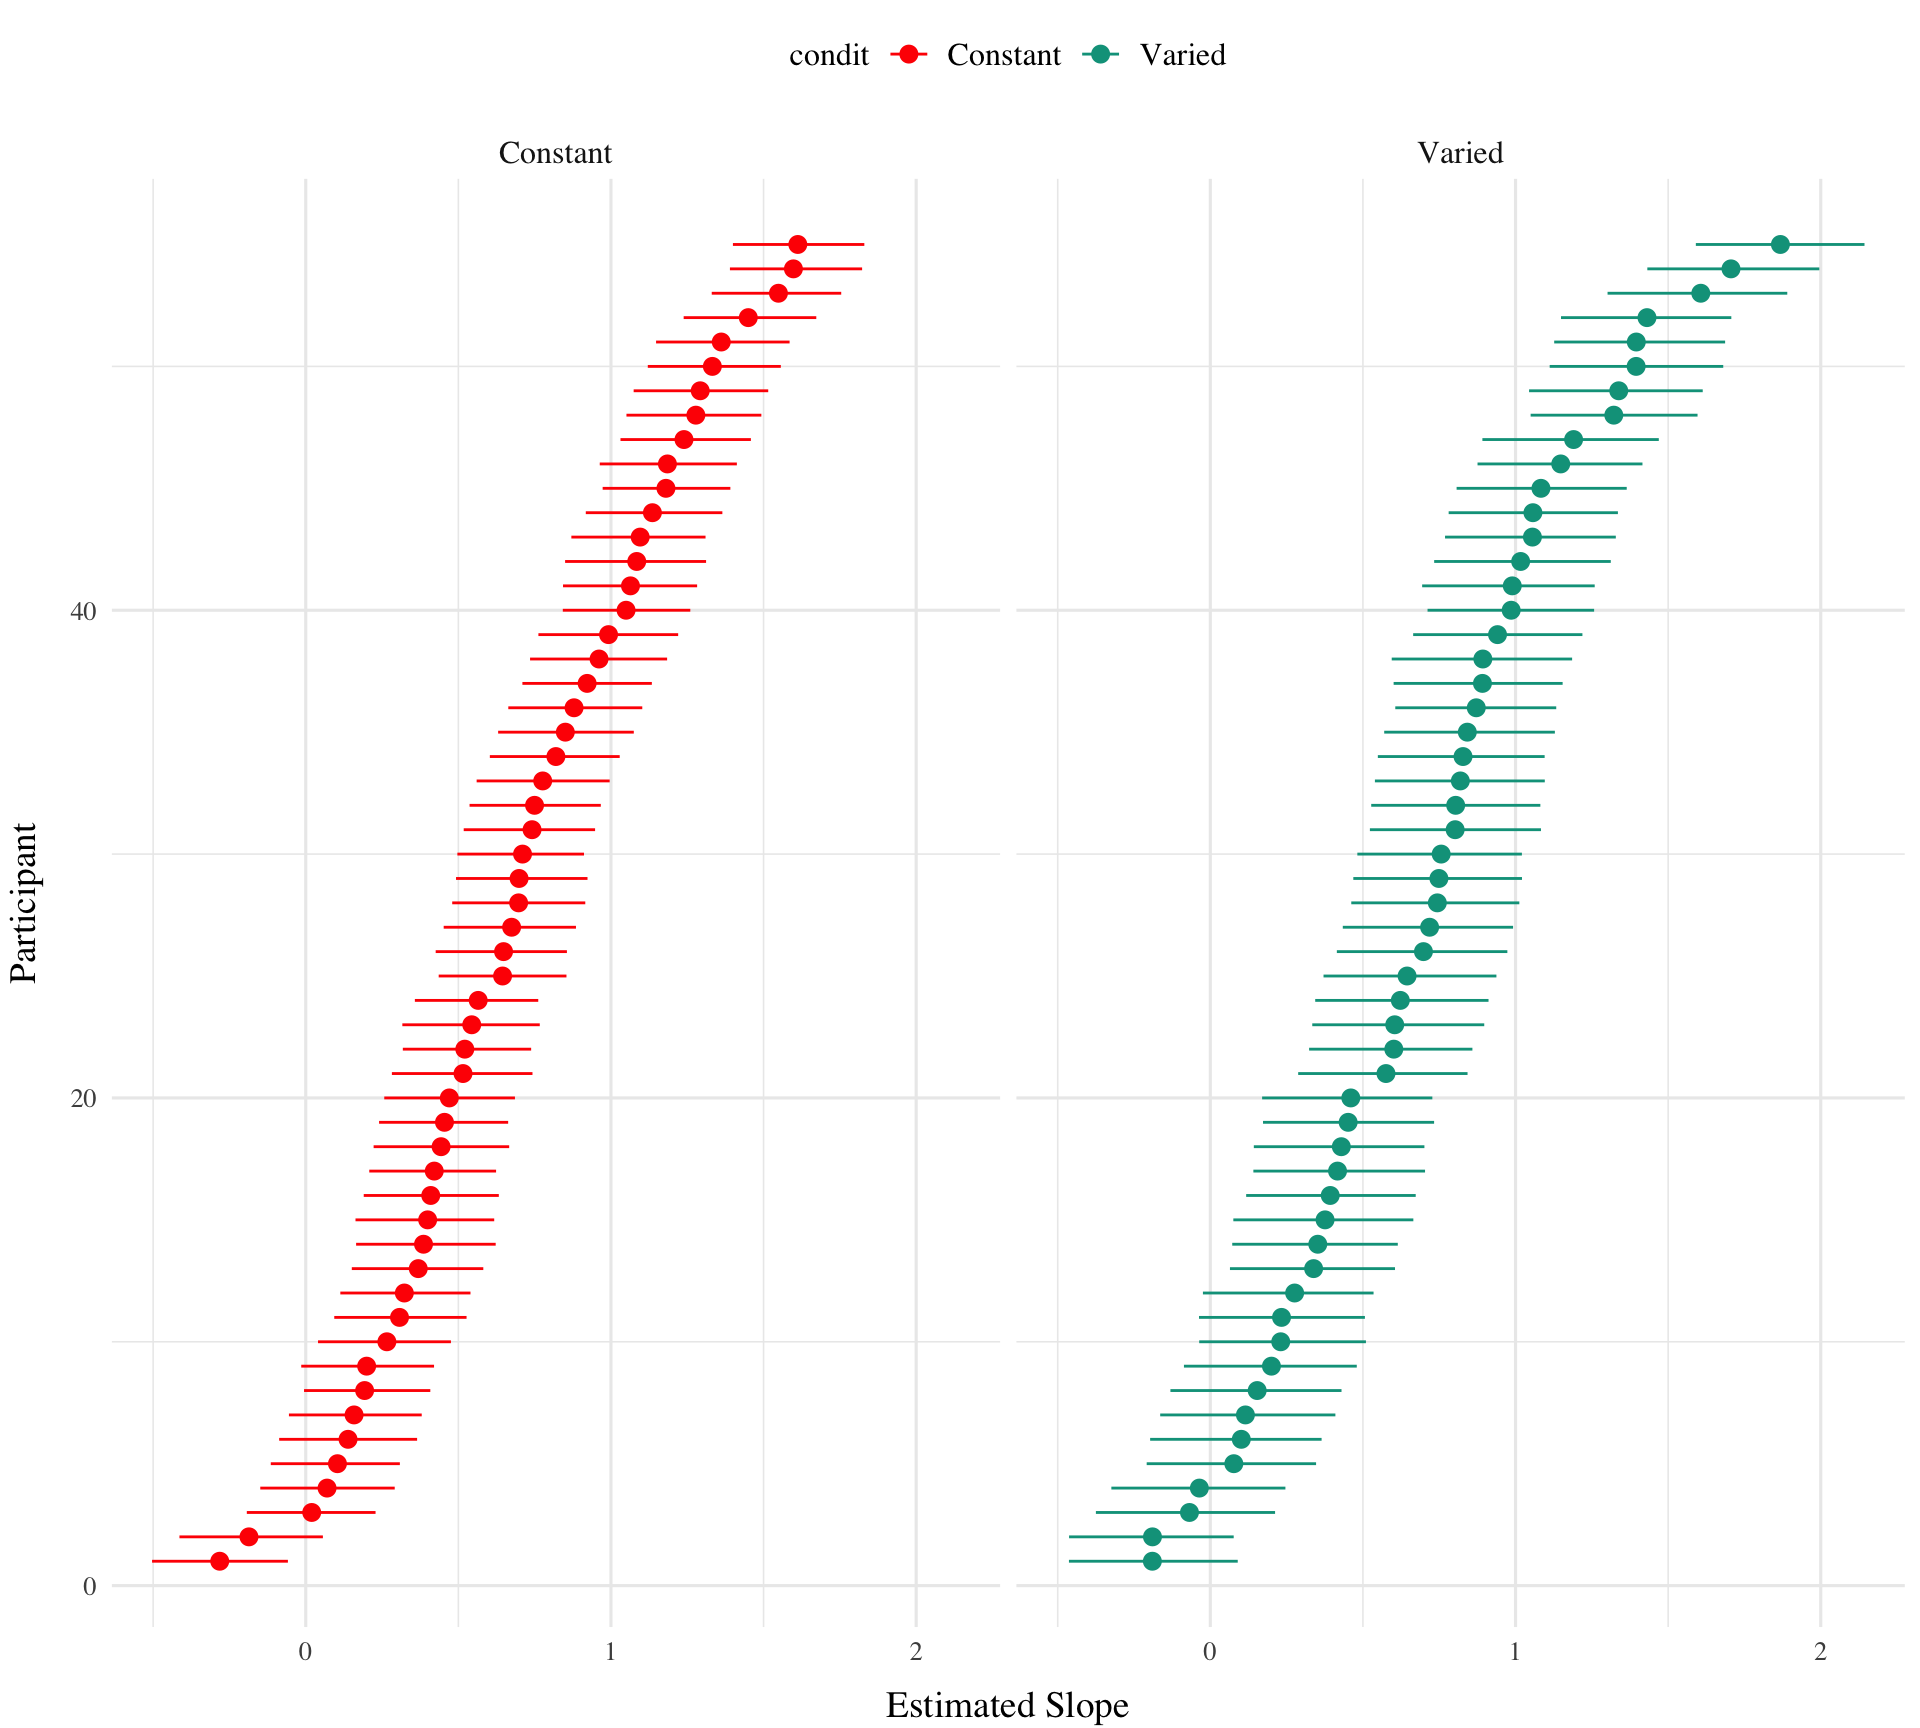 condit Constant Varied
Constant Varied
40
20
0
Participant
0 1 2 0 1 2
Estimated Slope